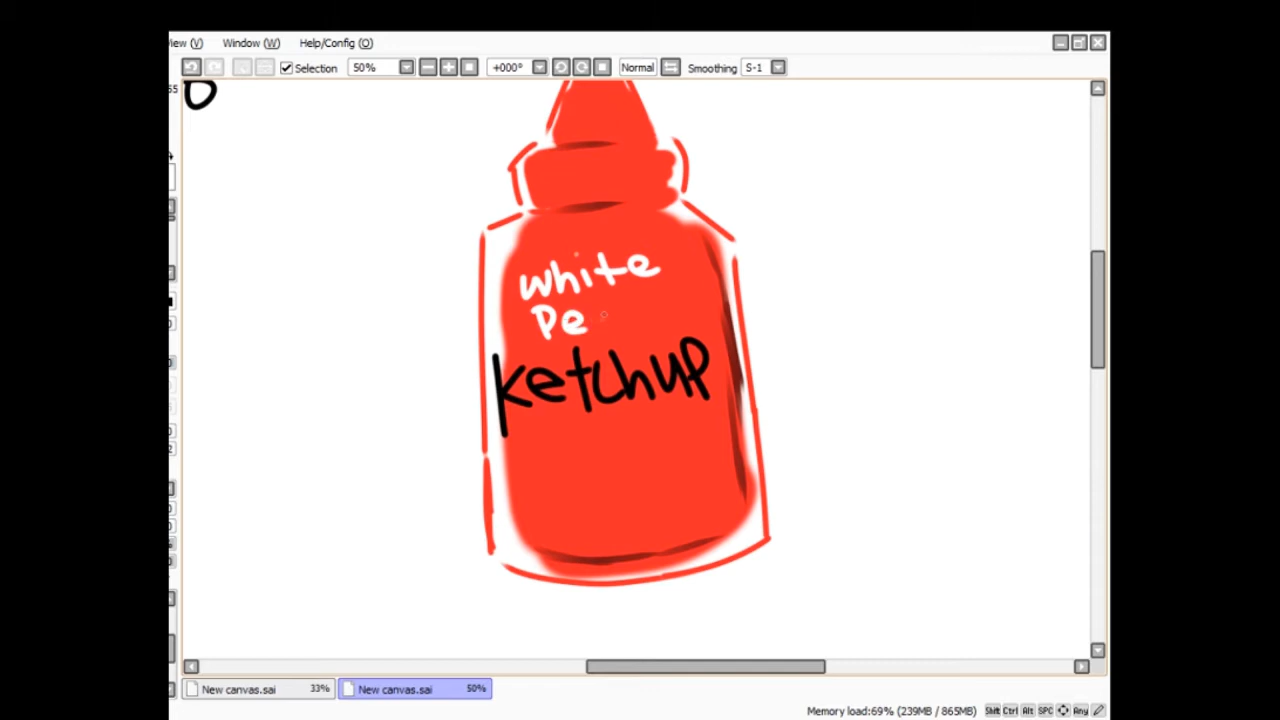 View (V) Window (W) Help/Config (O)
Selection 50% +000° Normal Smoothing S-1
white
Pe
ketchup
New canvas.sai 33% New canvas.sai 50%
Memory load:69% (239MB / 865MB) Shift Ctrl Alt SPC Any